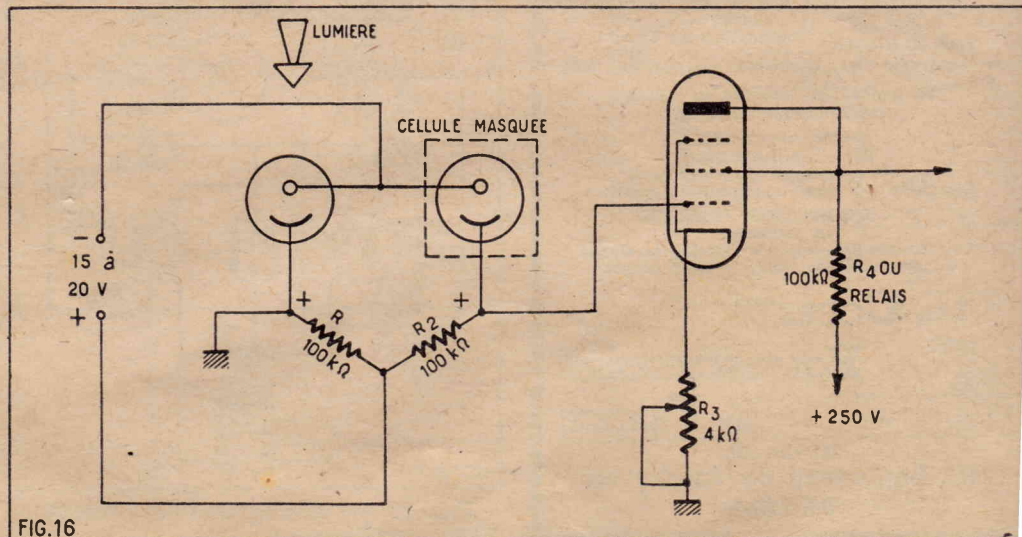 LUMIERE
CELLULE MASQUEE
-
15 à
20 V
+
+
R
100kΩ
+
R2
100kΩ
100kΩ
R4 OU
RELAIS
R3
4kΩ
+250 V
FIG.16